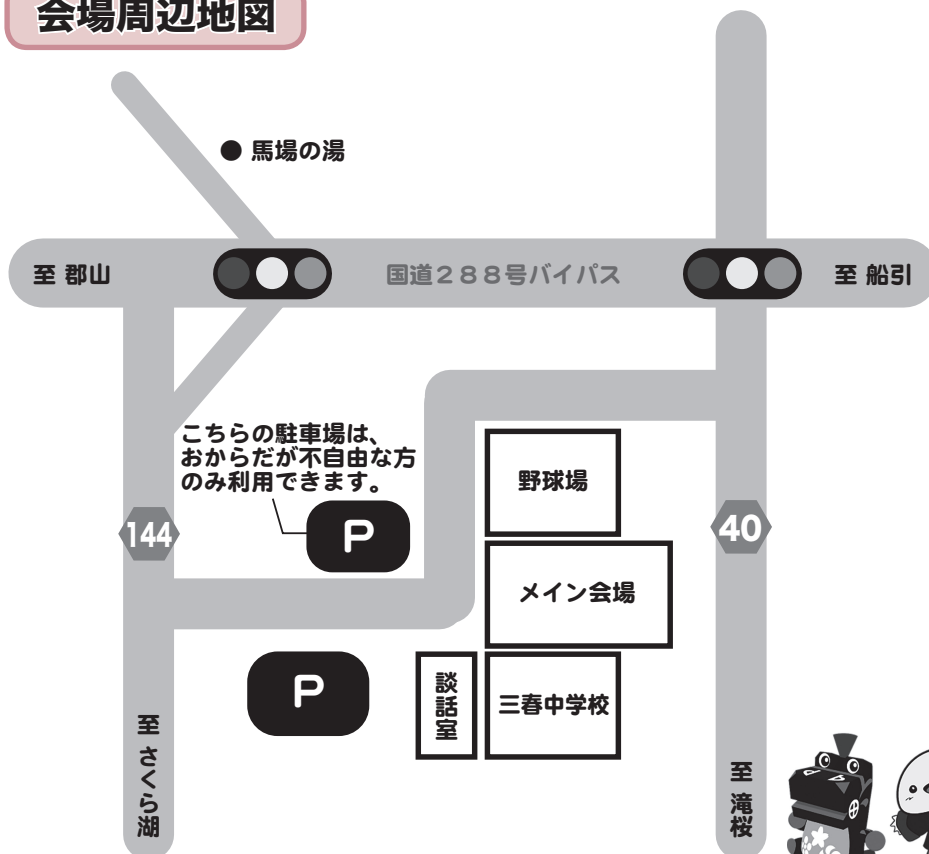 会場周辺地図
馬場の湯
至 郡山
国道２８８号バイパス
至 船引
こちらの駐車場は、
おからだが不自由な方
のみ利用できます。
P
野球場
144
40
メイン会場
P
談話室
三春中学校
至 さくら湖
至 滝桜